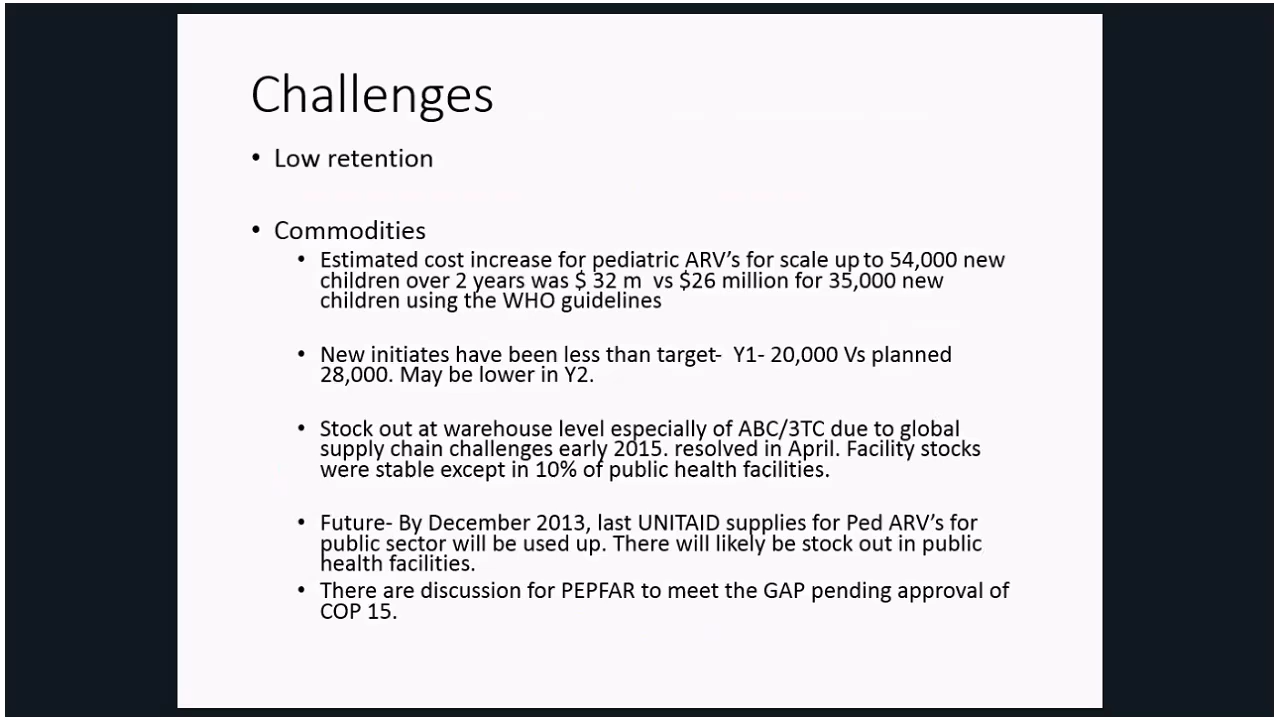 Challenges
• Low retention
• Commodities
• Estimated cost increase for pediatric ARV's for scale up to 54,000 new
children over 2 years was $ 32 m vs $26 million for 35,000 new
children using the WHO guidelines
• New initiates have been less than target- Y1- 20,000 Vs planned
28,000. May be lower in Y2.
• Stock out at warehouse level especially of ABC/3TC due to global
supply chain challenges early 2015. resolved in April. Facility stocks
were stable except in 10% of public health facilities.
• Future- By December 2013, last UNITAID supplies for Ped ARV's for
public sector will be used up. There will likely be stock out in public
health facilities.
• There are discussion for PEPFAR to meet the GAP pending approval of
COP 15.